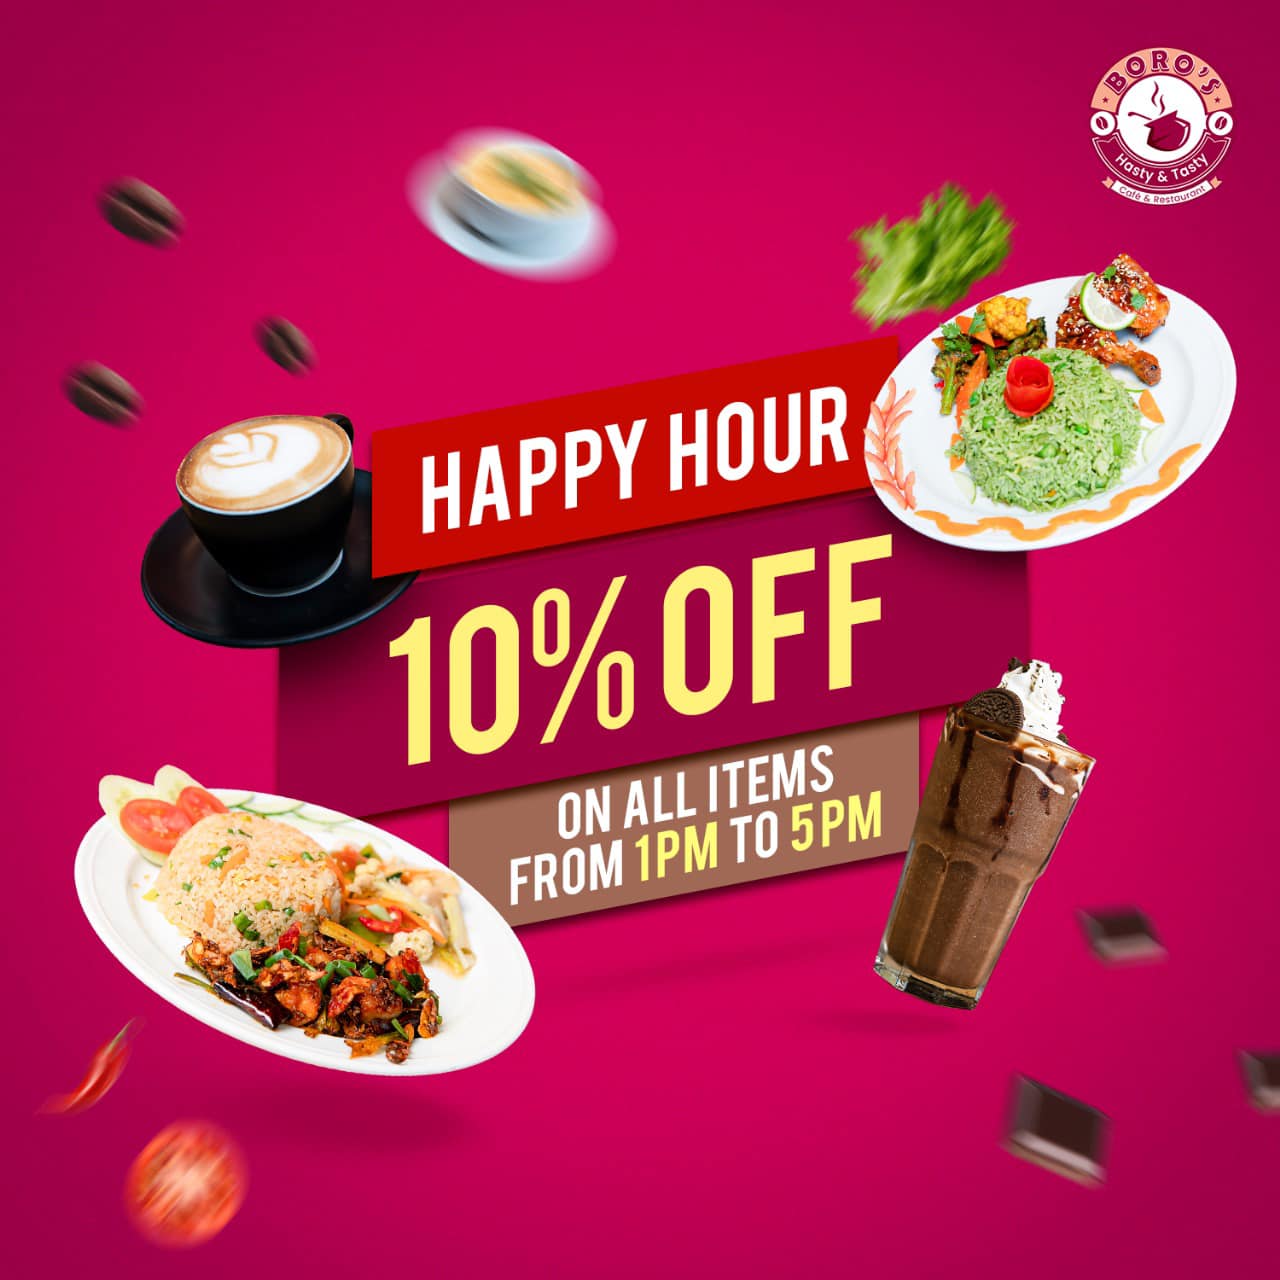 BORO'S
Hasty & Tasty
Café & Restaurant
HAPPY HOUR
10% OFF
ON ALL ITEMS
FROM 1PM TO 5PM